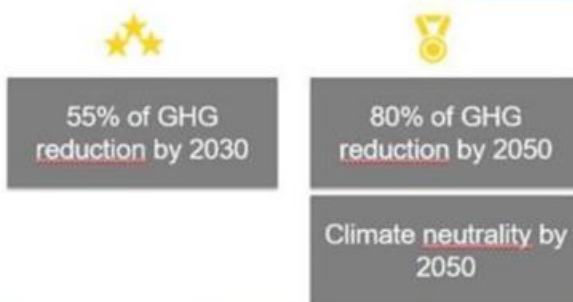 55% of GHG
reduction by 2030
80% of GHG
reduction by 2050
Climate neutrality by
2050